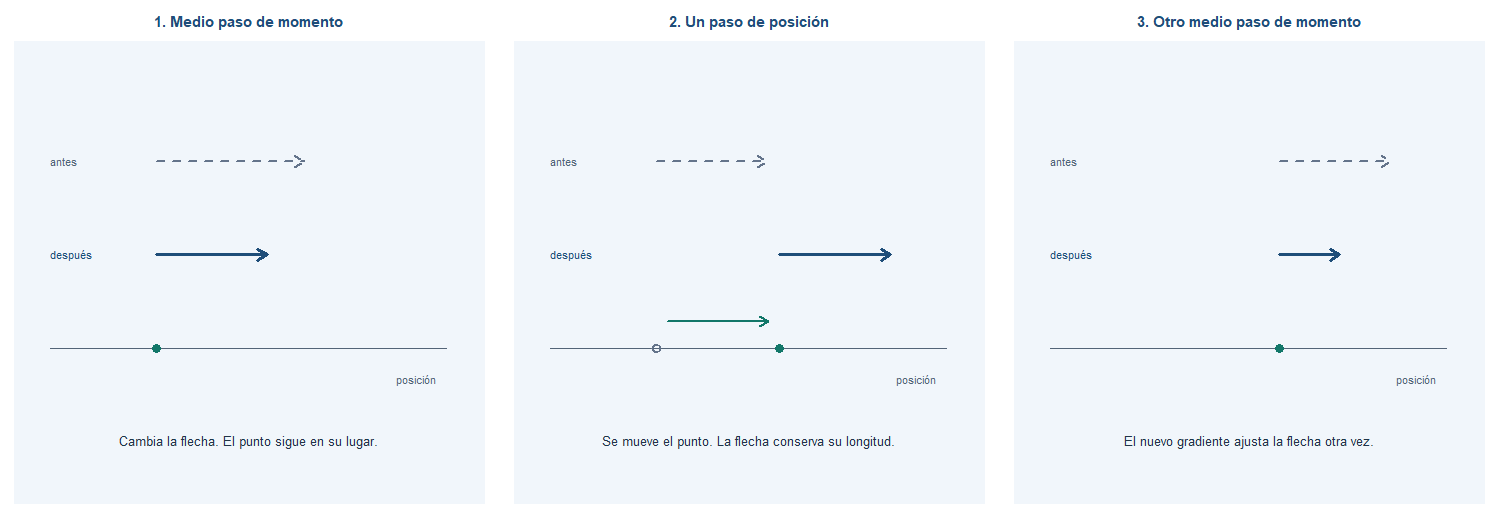 1. Medio paso de momento
antes
después
posición
Cambia la flecha. El punto sigue en su lugar.
2. Un paso de posición
antes
después
posición
Se mueve el punto. La flecha conserva su longitud.
3. Otro medio paso de momento
antes
después
posición
El nuevo gradiente ajusta la flecha otra vez.